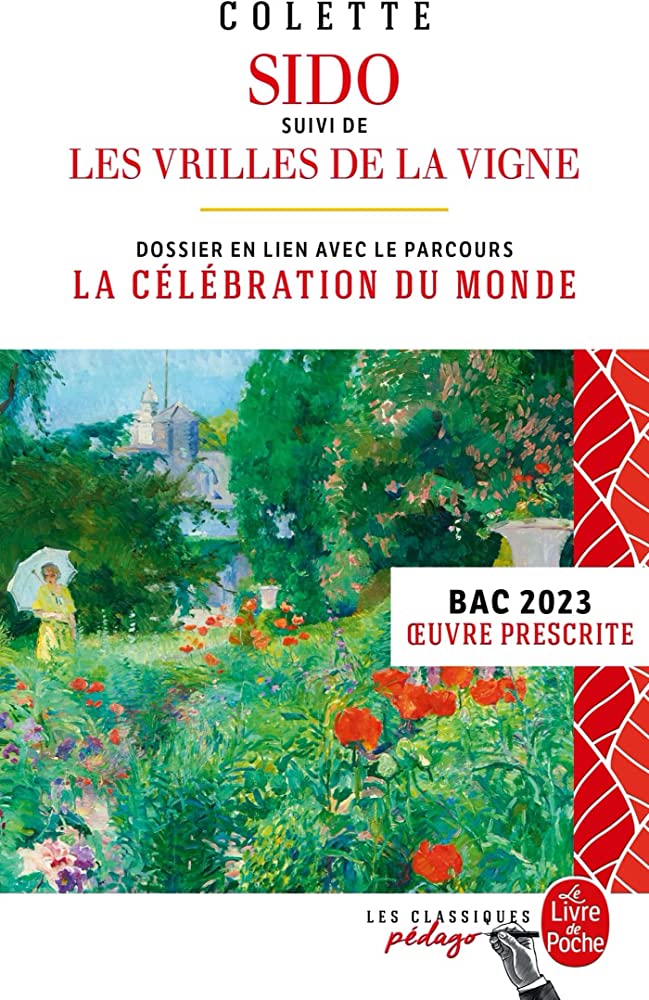 COLETTE
SIDO
SUIVI DE
LES VRILLES DE LA VIGNE
DOSSIER EN LIEN AVEC LE PARCOURS
LA CÉLÉBRATION DU MONDE
BAC 2023
ŒUVRE PRESCRITE
LES CLASSIQUES
pédago
Le
Livre
de
Poche